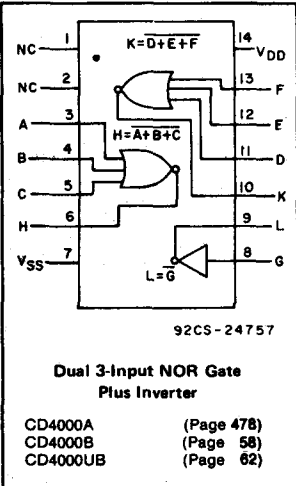 K=D+E+F
NC 1
14 VDD
NC 2
13 F
A 3
H=A+B+C
12 E
B 4
11 D
C 5
10 K
H 6
9 L
VSS 7
8 G
L=G
92CS-24757
Dual 3-Input NOR Gate
Plus Inverter
CD4000A (Page 478)
CD4000B (Page 58)
CD4000UB (Page 62)